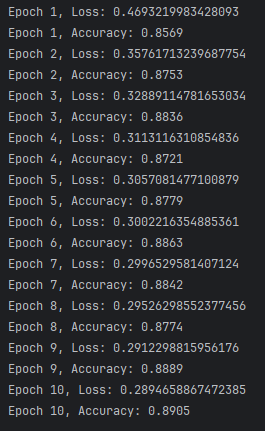 Epoch 1, Loss: 0.4693219983428093
Epoch 1, Accuracy: 0.8569
Epoch 2, Loss: 0.35761713239687754
Epoch 2, Accuracy: 0.8753
Epoch 3, Loss: 0.32889114781653034
Epoch 3, Accuracy: 0.8836
Epoch 4, Loss: 0.3113116310854836
Epoch 4, Accuracy: 0.8721
Epoch 5, Loss: 0.3057081477100879
Epoch 5, Accuracy: 0.8779
Epoch 6, Loss: 0.3002216354885361
Epoch 6, Accuracy: 0.8863
Epoch 7, Loss: 0.2996529581407124
Epoch 7, Accuracy: 0.8842
Epoch 8, Loss: 0.29526298552377456
Epoch 8, Accuracy: 0.8774
Epoch 9, Loss: 0.2912298815956176
Epoch 9, Accuracy: 0.8889
Epoch 10, Loss: 0.2894658867472385
Epoch 10, Accuracy: 0.8905